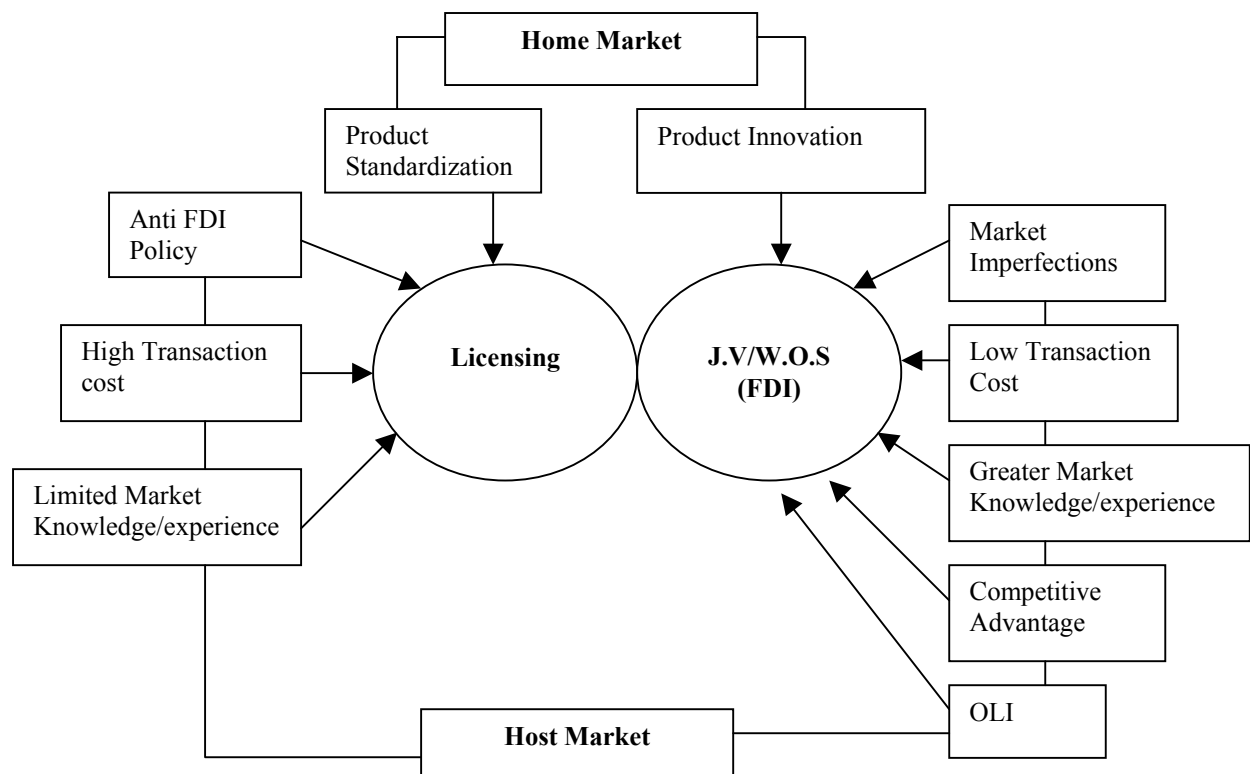 Home Market
Product
Standardization
Product Innovation
Anti FDI
Policy
Market
Imperfections
High Transaction
cost
Licensing
J.V/W.O.S
(FDI)
Low Transaction
Cost
Limited Market
Knowledge/experience
Greater Market
Knowledge/experience
Competitive
Advantage
OLI
Host Market